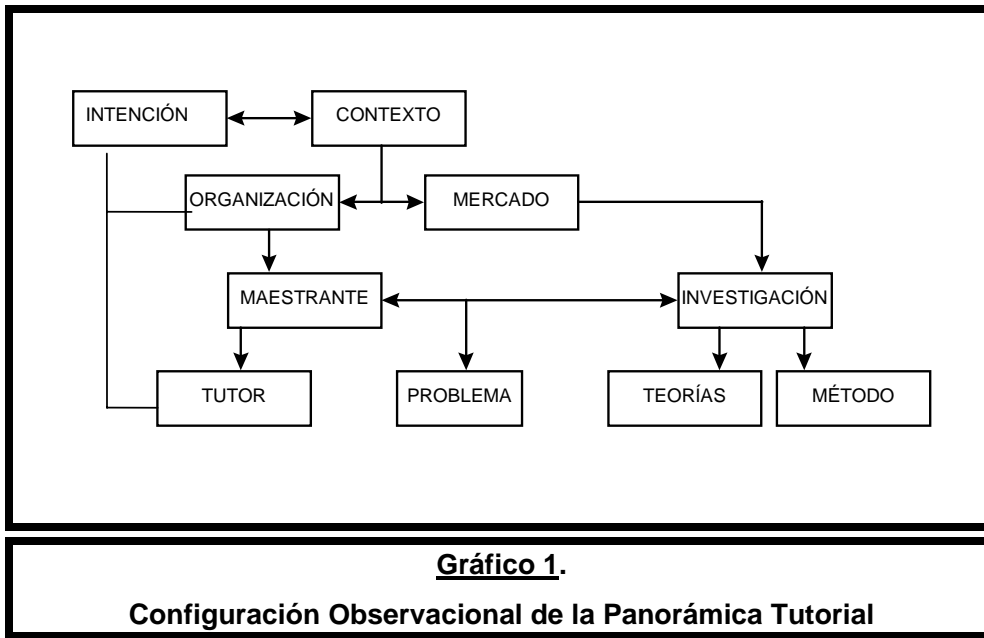 INTENCIÓN
CONTEXTO
ORGANIZACIÓN
MERCADO
MAESTRANTE
INVESTIGACIÓN
TUTOR
PROBLEMA
TEORÍAS
MÉTODO
Gráfico 1.
Configuración Observacional de la Panorámica Tutorial